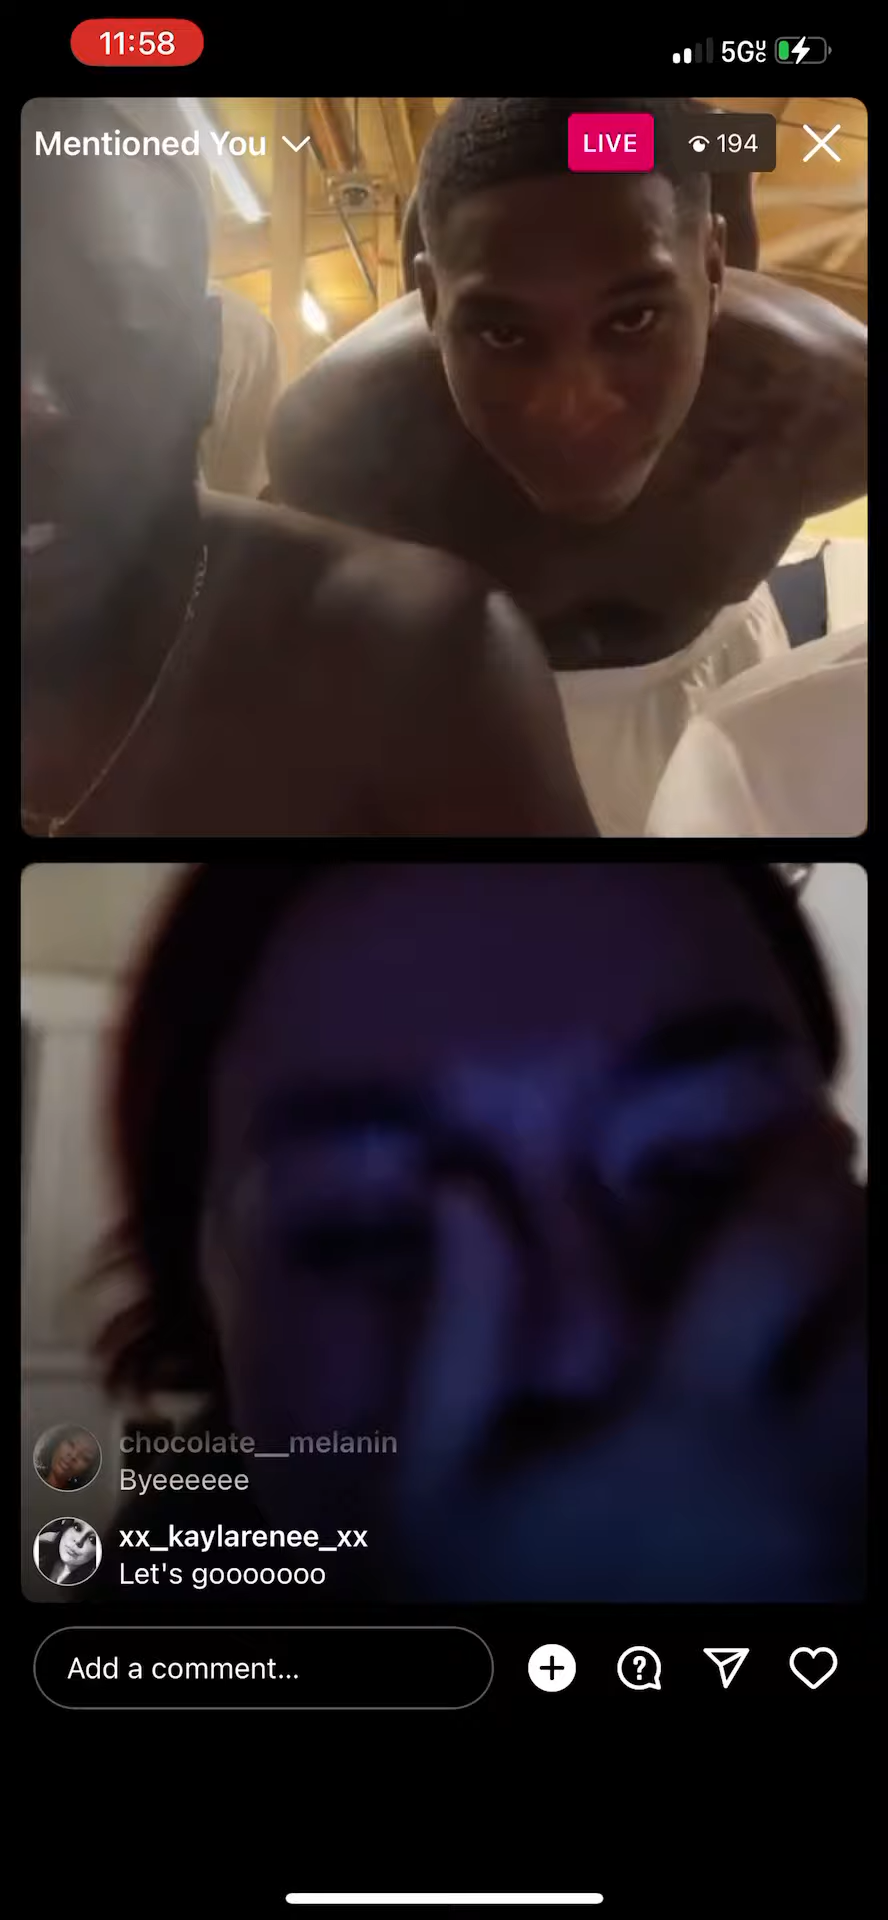 11:58
5G UC
Mentioned You
LIVE
194
chocolate__melanin
Byeeeeee
xx_kaylarenee_xx
Let's gooooooo
Add a comment...